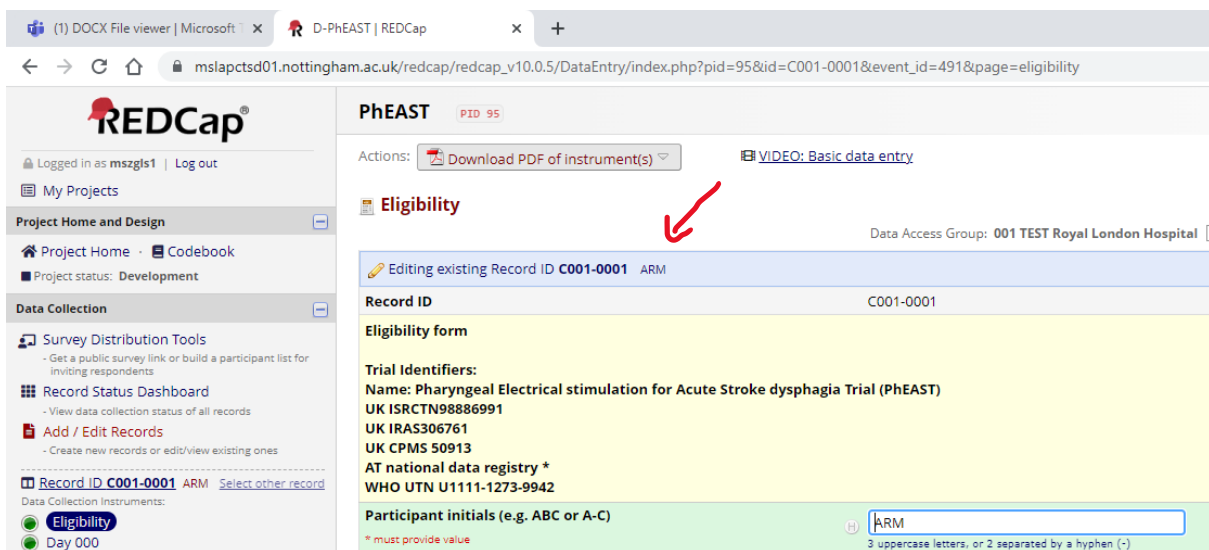 (1) DOCX File viewer | Microsoft
D-PhEAST | REDCap
mslapctsd01.nottingham.ac.uk/redcap/redcap_v10.0.5/DataEntry/index.php?pid=95&id=C001-0001&event_id=491&page=eligibility
REDCap®
Logged in as mszgls1 | Log out
My Projects
Project Home and Design
Project Home · Codebook
Project status: Development
Data Collection
Survey Distribution Tools
- Get a public survey link or build a participant list for
inviting respondents
Record Status Dashboard
- View data collection status of all records
Add / Edit Records
- Create new records or edit/view existing ones
Record ID C001-0001 ARM Select other record
Data Collection Instruments:
Eligibility
Day 000
PhEAST PID 95
Actions: Download PDF of instrument(s) VIDEO: Basic data entry
Eligibility
Data Access Group: 001 TEST Royal London Hospital
Editing existing Record ID C001-0001 ARM
Record ID C001-0001
Eligibility form
Trial Identifiers:
Name: Pharyngeal Electrical stimulation for Acute Stroke dysphagia Trial (PhEAST)
UK ISRCTN98886991
UK IRAS306761
UK CPMS 50913
AT national data registry *
WHO UTN U1111-1273-9942
Participant initials (e.g. ABC or A-C) H ARM
* must provide value
3 uppercase letters, or 2 separated by a hyphen (-)